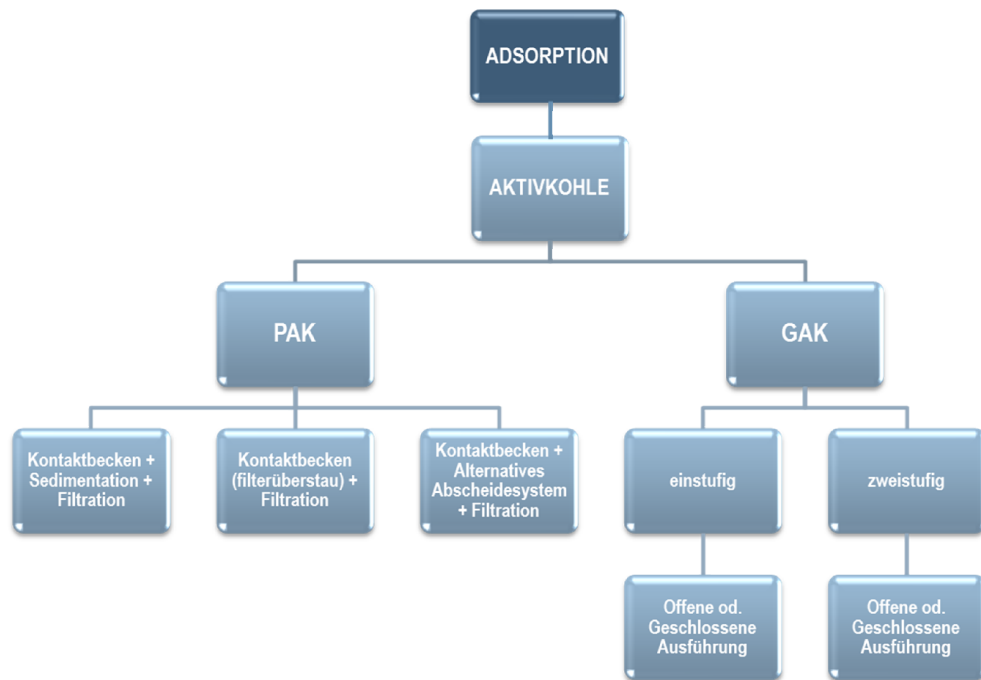 ADSORPTION
AKTIVKOHLE
PAK
GAK
Kontaktbecken +
Sedimentation +
Filtration
Kontaktbecken
(filterüberstau) +
Filtration
Kontaktbecken +
Alternatives
Abscheidesystem
+ Filtration
einstufig
zweistufig
Offene od.
Geschlossene
Ausführung
Offene od.
Geschlossene
Ausführung